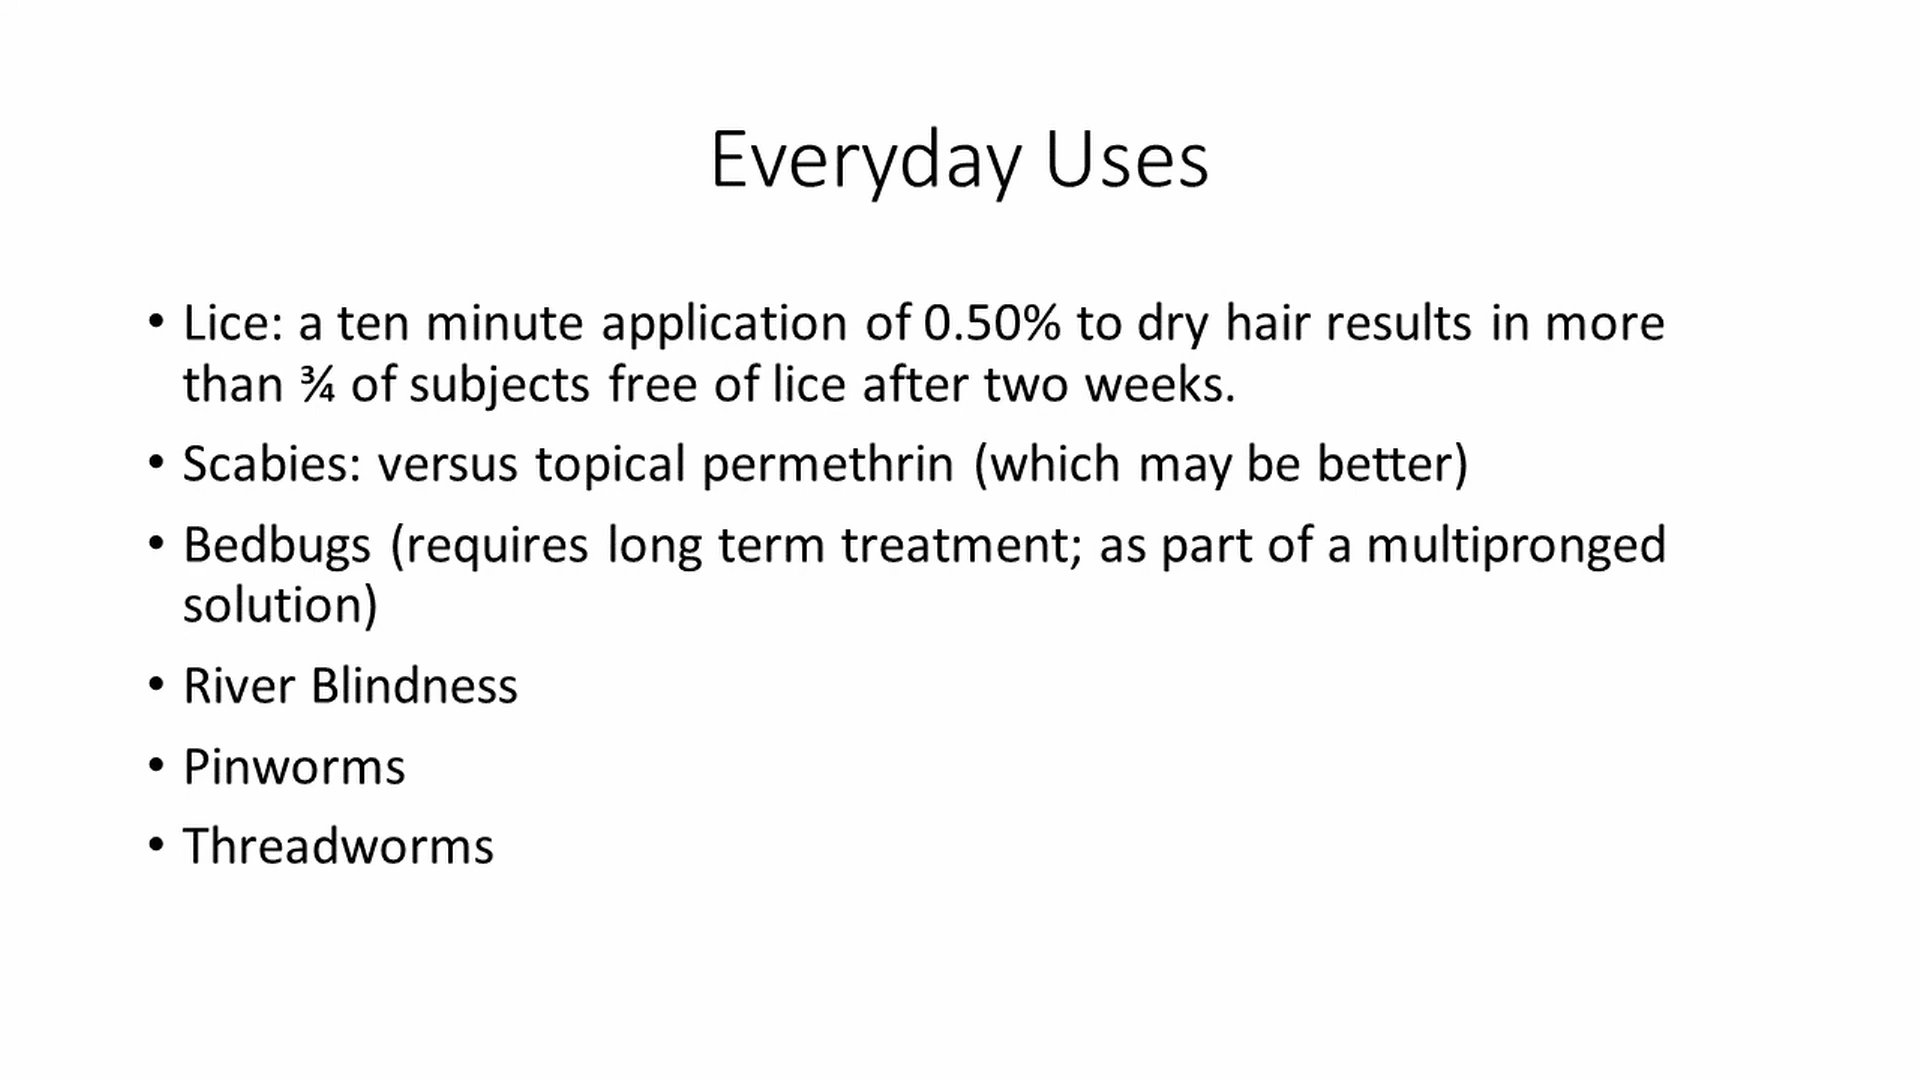 Everyday Uses
• Lice: a ten minute application of 0.50% to dry hair results in more
than ¾ of subjects free of lice after two weeks.
• Scabies: versus topical permethrin (which may be better)
• Bedbugs (requires long term treatment; as part of a multipronged
solution)
• River Blindness
• Pinworms
• Threadworms